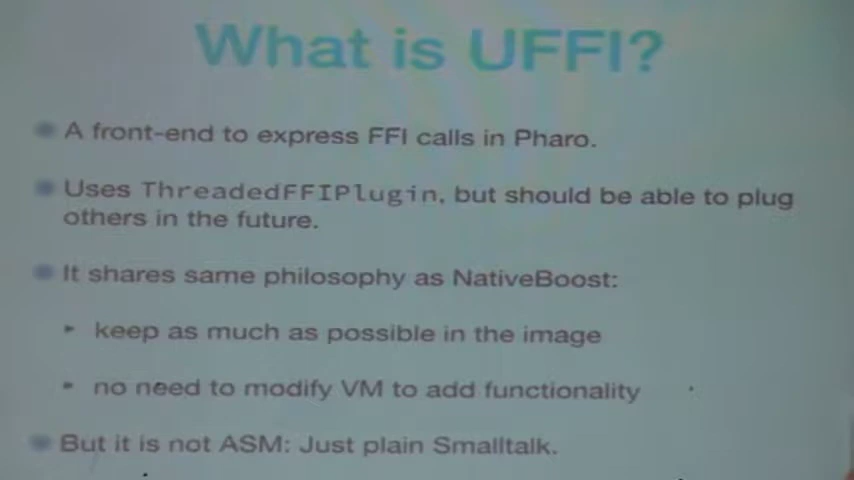 What is UFFI?
A front-end to express FFI calls in Pharo.
Uses ThreadedFFIPlugin, but should be able to plug
others in the future.
It shares same philosophy as NativeBoost:
keep as much as possible in the image
no need to modify VM to add functionality
But it is not ASM: Just plain Smalltalk.